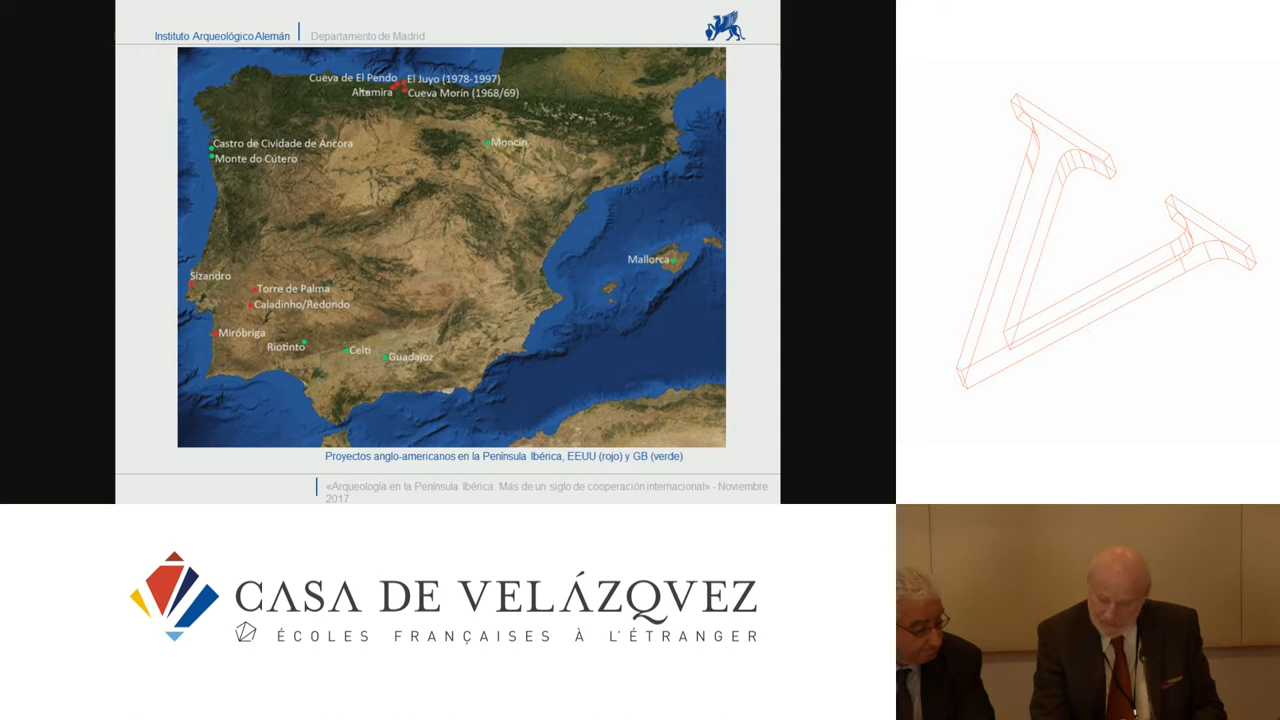 Instituto Arqueológico Alemán
Departamento de Madrid
Cueva de El Pendo
El Juyo (1978-1997)
Altamira
Cueva Morín (1968/69)
Castro de Cividade de Âncora
Monte do Cútero
Moncín
Mallorca
Sizandro
Torre de Palma
Caladinho/Redondo
Miróbriga
Riotinto
Celti
Guadajoz
Proyectos anglo-americanos en la Península Ibérica, EEUU (rojo) y GB (verde)
«Arqueología en la Península Ibérica. Más de un siglo de cooperación internacional» - Noviembre
2017
CASA DE VELÁZQVEZ
ÉCOLES FRANÇAISES À L'ÉTRANGER